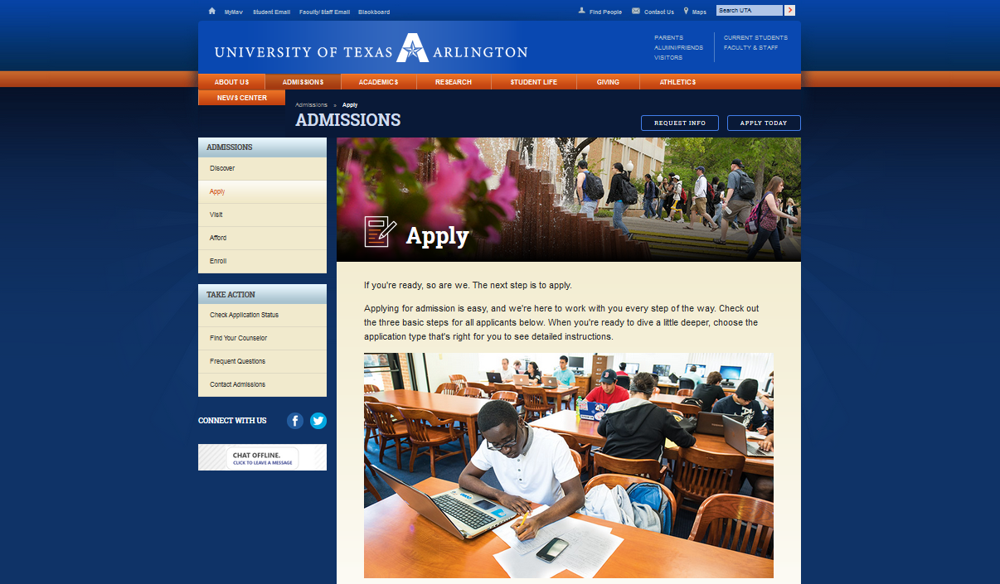 MyMav Student Email Faculty/Staff Email Blackboard Find People Contact Us Maps Search UTA
UNIVERSITY OF TEXAS A ARLINGTON
PARENTS
ALUMNI/FRIENDS
VISITORS
CURRENT STUDENTS
FACULTY & STAFF
ABOUT US ADMISSIONS ACADEMICS RESEARCH STUDENT LIFE GIVING ATHLETICS
NEWS CENTER
Admissions » Apply
ADMISSIONS
REQUEST INFO APPLY TODAY
ADMISSIONS
Discover
Apply
Visit
Afford
Enroll
TAKE ACTION
Check Application Status
Find Your Counselor
Frequent Questions
Contact Admissions
CONNECT WITH US
CHAT OFFLINE.
CLICK TO LEAVE A MESSAGE
Apply
If you're ready, so are we. The next step is to apply.
Applying for admission is easy, and we're here to work with you every step of the way. Check out
the three basic steps for all applicants below. When you're ready to dive a little deeper, choose the
application type that's right for you to see detailed instructions.